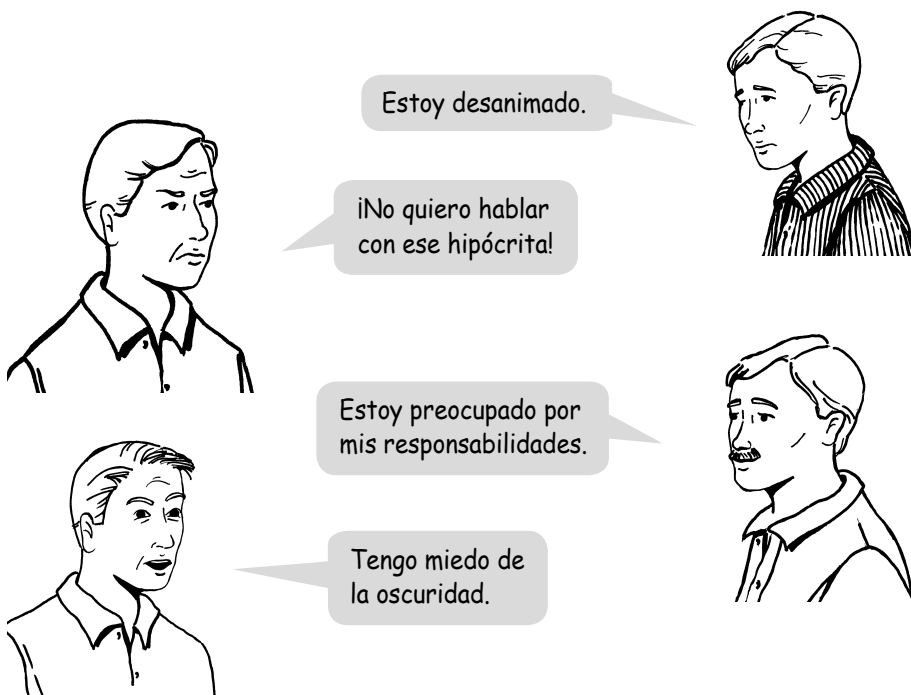 Estoy desanimado.
¡No quiero hablar
con ese hipócrita!
Estoy preocupado por
mis responsabilidades.
Tengo miedo de
la oscuridad.